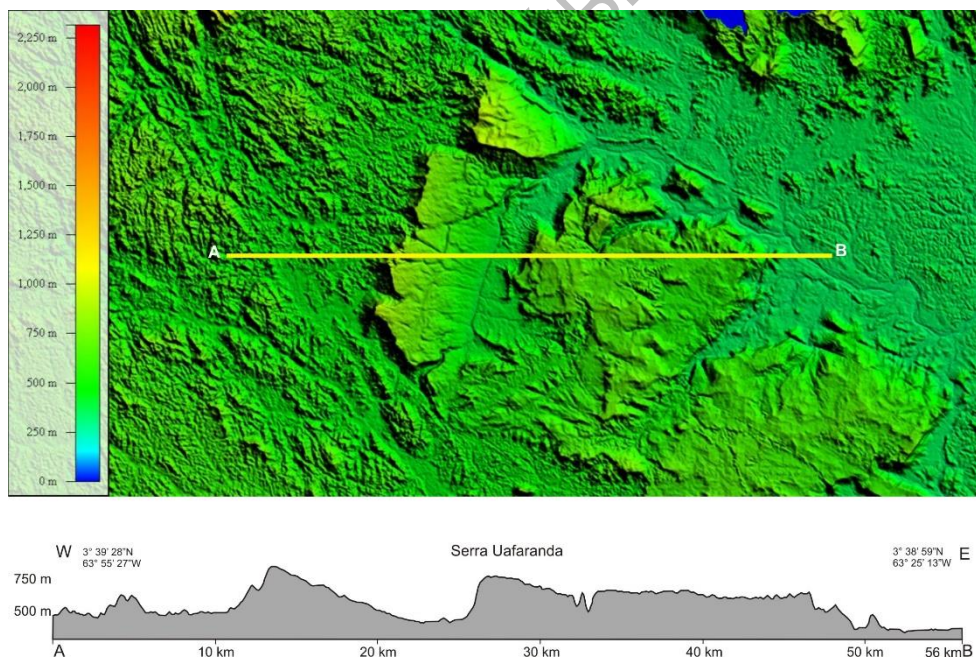 2,250 m
2,000 m
1,750 m
1,500 m
1,250 m
1,000 m
750 m
500 m
250 m
0 m
A
B
W
3° 39' 28"N
63° 55' 27"W
Serra Uafaranda
3° 38' 59"N
63° 25' 13"W
E
750 m
500 m
A
10 km
20 km
30 km
40 km
50 km
56 km
B